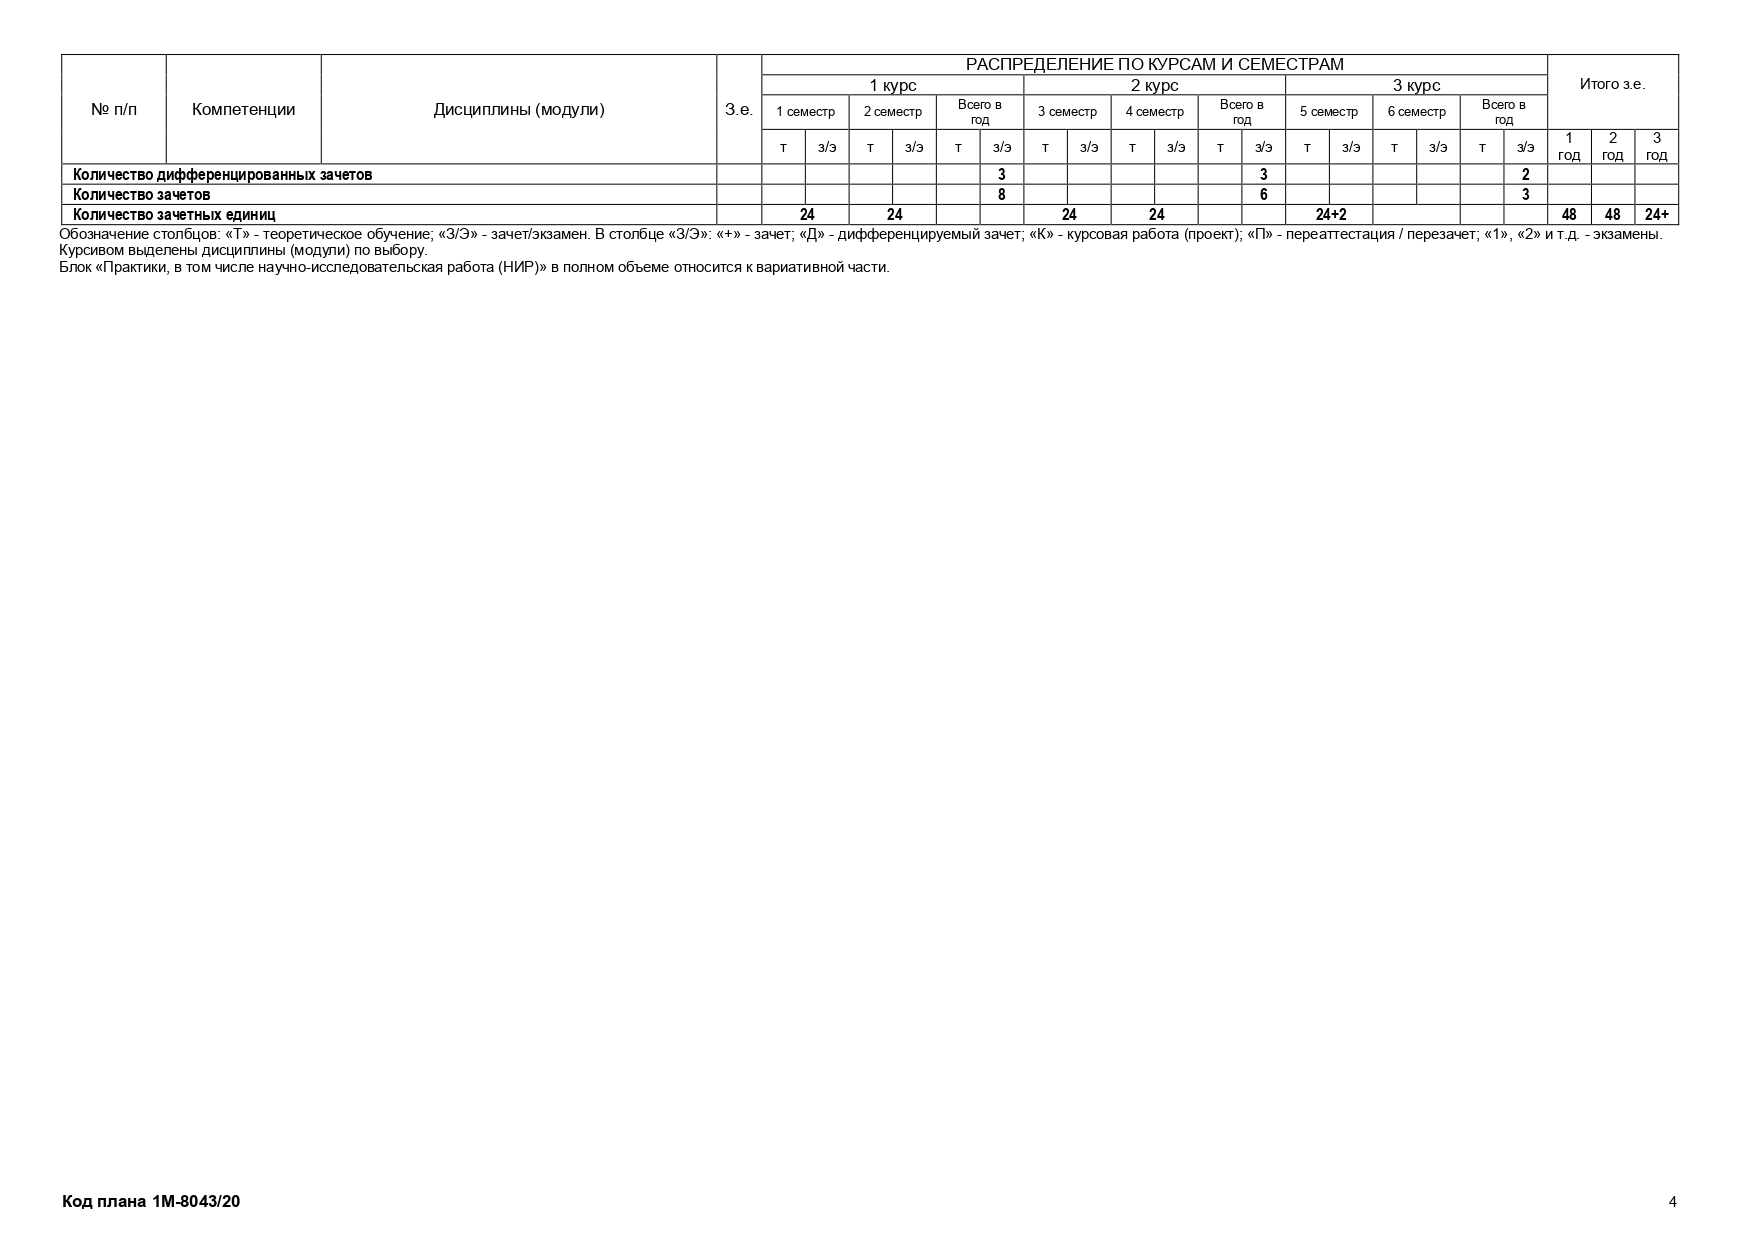 РАСПРЕДЕЛЕНИЕ ПО КУРСАМ И СЕМЕСТРАМ
№ п/п Компетенции Дисциплины (модули) З.е. 1 курс 2 курс 3 курс Итого з.е.
1 семестр 2 семестр Всего в год 3 семестр 4 семестр Всего в год 5 семестр 6 семестр Всего в год
т з/э т з/э т з/э т з/э т з/э т з/э т з/э т з/э т з/э 1 год 2 год 3 год
Количество дифференцированных зачетов 3 3 2
Количество зачетов 8 6 3
Количество зачетных единиц 24 24 24 24 24+2 48 48 24+
Обозначение столбцов: «Т» - теоретическое обучение; «З/Э» - зачет/экзамен. В столбце «З/Э»: «+» - зачет; «Д» - дифференцируемый зачет; «К» - курсовая работа (проект); «П» - переаттестация / перезачет; «1», «2» и т.д. - экзамены.
Курсивом выделены дисциплины (модули) по выбору.
Блок «Практики, в том числе научно-исследовательская работа (НИР)» в полном объеме относится к вариативной части.
Код плана 1М-8043/20 4